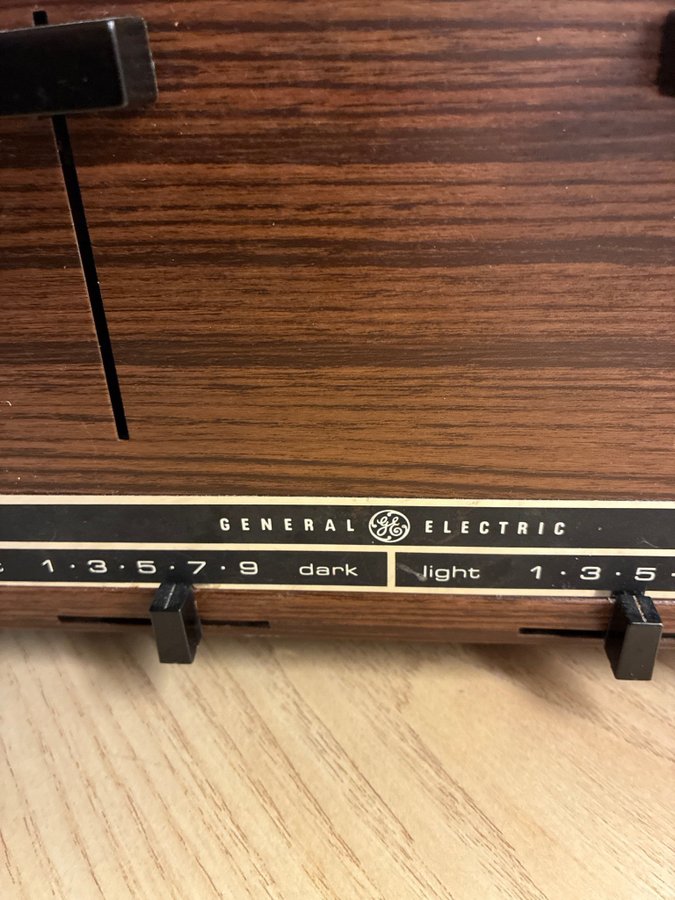 GENERAL GE ELECTRIC
1·3·5·7·9 dark light 1·3·5·